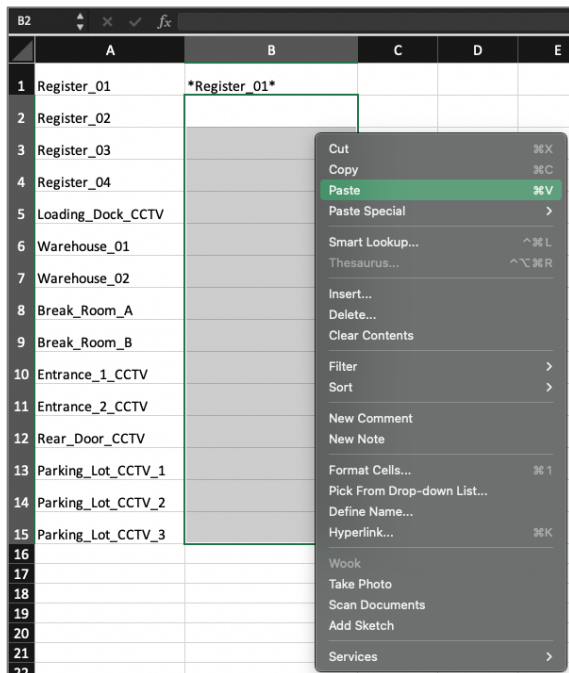 B2 fx
A B C D E
1 Register_01 *Register_01*
2 Register_02
3 Register_03 Cut ⌘X
4 Register_04 Copy ⌘C
Paste ⌘V
5 Loading_Dock_CCTV Paste Special
6 Warehouse_01 Smart Lookup... ^⌘L
7 Warehouse_02 Thesaurus... ^⌥⌘R
8 Break_Room_A Insert...
Delete...
9 Break_Room_B Clear Contents
10 Entrance_1_CCTV Filter
Sort
11 Entrance_2_CCTV New Comment
12 Rear_Door_CCTV New Note
13 Parking_Lot_CCTV_1 Format Cells... ⌘1
14 Parking_Lot_CCTV_2 Pick From Drop-down List...
Define Name...
15 Parking_Lot_CCTV_3 Hyperlink... ⌘K
16
17 Wook
18 Take Photo
19 Scan Documents
20 Add Sketch
21 Services
22